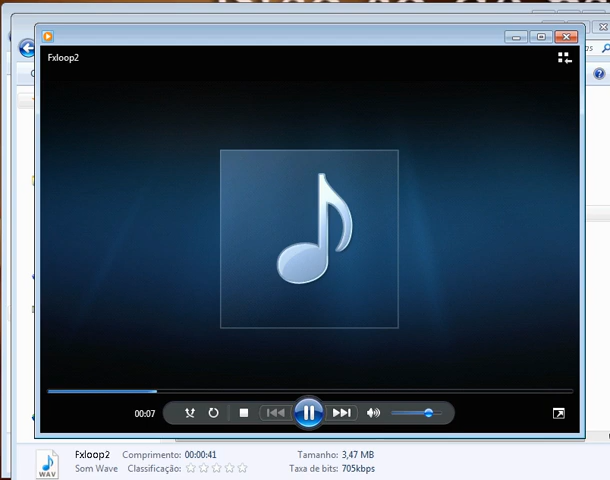 Fxloop2
00:07
Fxloop2 Comprimento: 00:00:41 Tamanho: 3,47 MB
Som Wave Classificação: Taxa de bits: 705kbps
WAV